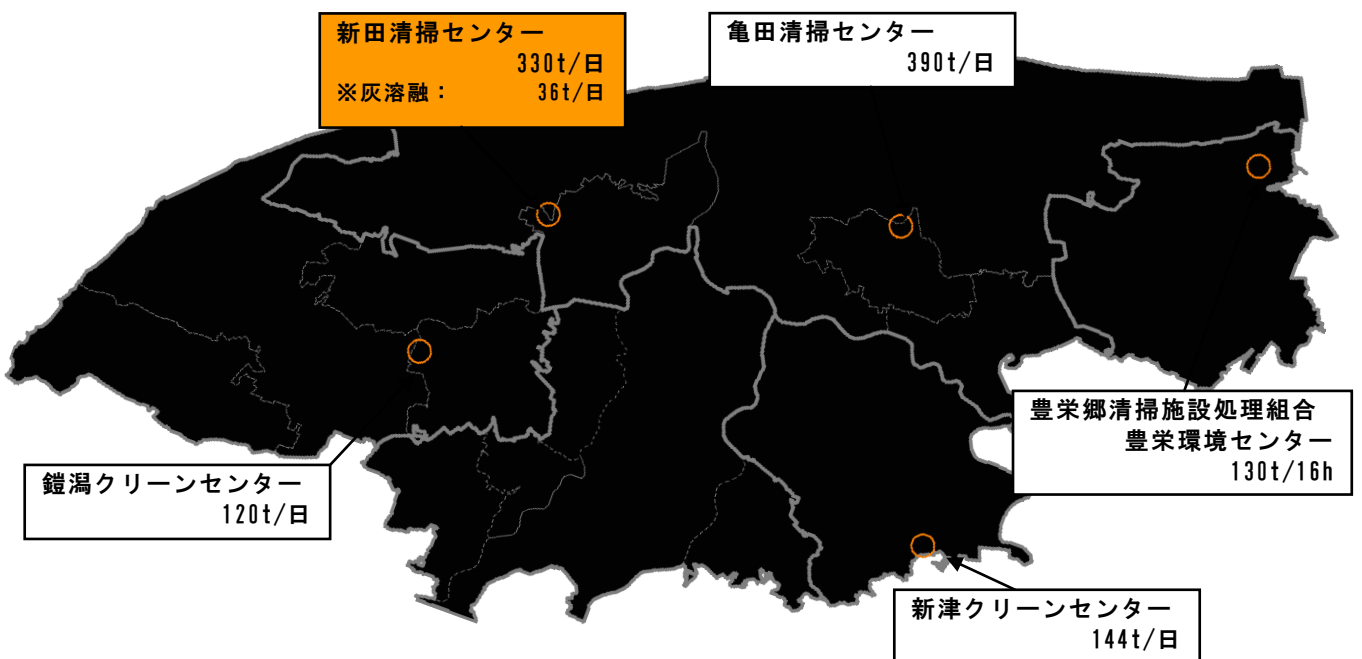 新田清掃センター
330t/日
※灰溶融： 36t/日
亀田清掃センター
390t/日
豊栄郷清掃施設処理組合
豊栄環境センター
130t/16h
鎧潟クリーンセンター
120t/日
新津クリーンセンター
144t/日